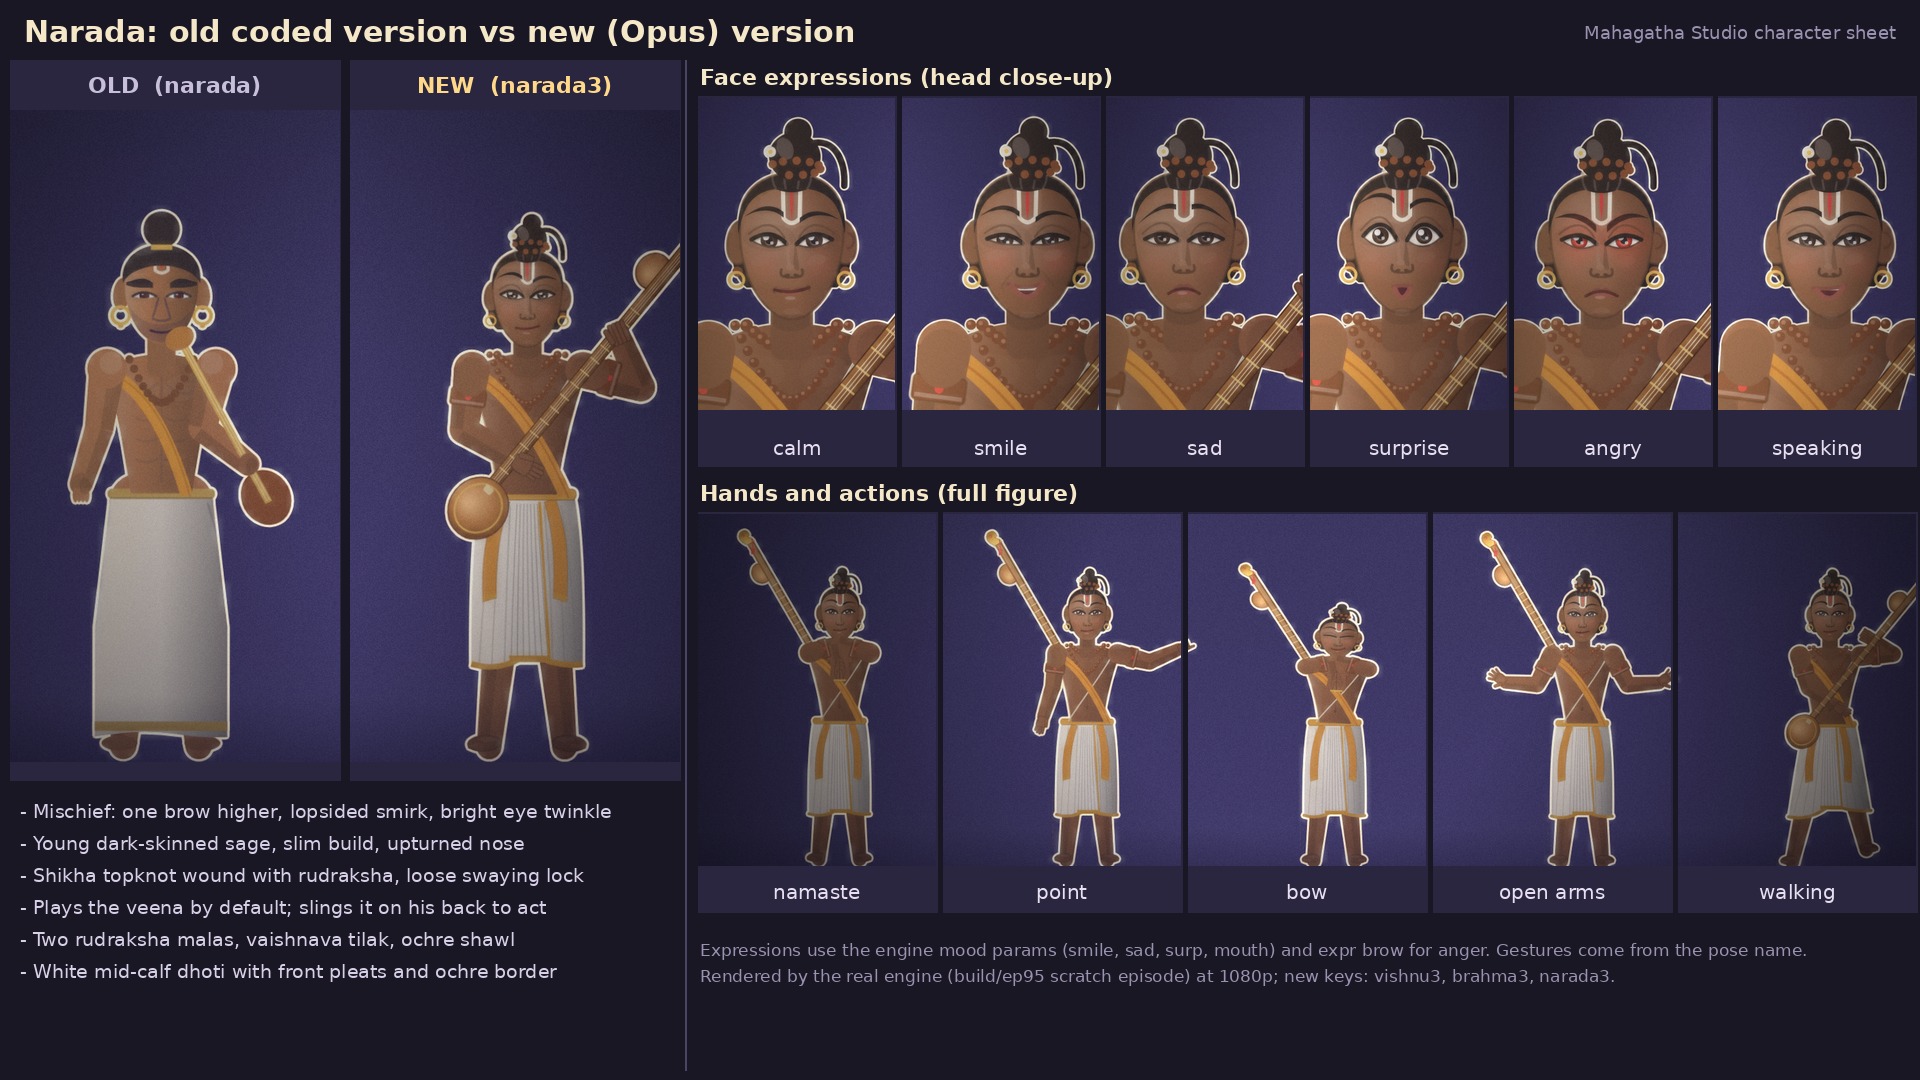 Narada: old coded version vs new (Opus) version
Mahagatha Studio character sheet
OLD (narada)
NEW (narada3)
- Mischief: one brow higher, lopsided smirk, bright eye twinkle
- Young dark-skinned sage, slim build, upturned nose
- Shikha topknot wound with rudraksha, loose swaying lock
- Plays the veena by default; slings it on his back to act
- Two rudraksha malas, vaishnava tilak, ochre shawl
- White mid-calf dhoti with front pleats and ochre border
Face expressions (head close-up)
calm
smile
sad
surprise
angry
speaking
Hands and actions (full figure)
namaste
point
bow
open arms
walking
Expressions use the engine mood params (smile, sad, surp, mouth) and expr brow for anger. Gestures come from the pose name.
Rendered by the real engine (build/ep95 scratch episode) at 1080p; new keys: vishnu3, brahma3, narada3.